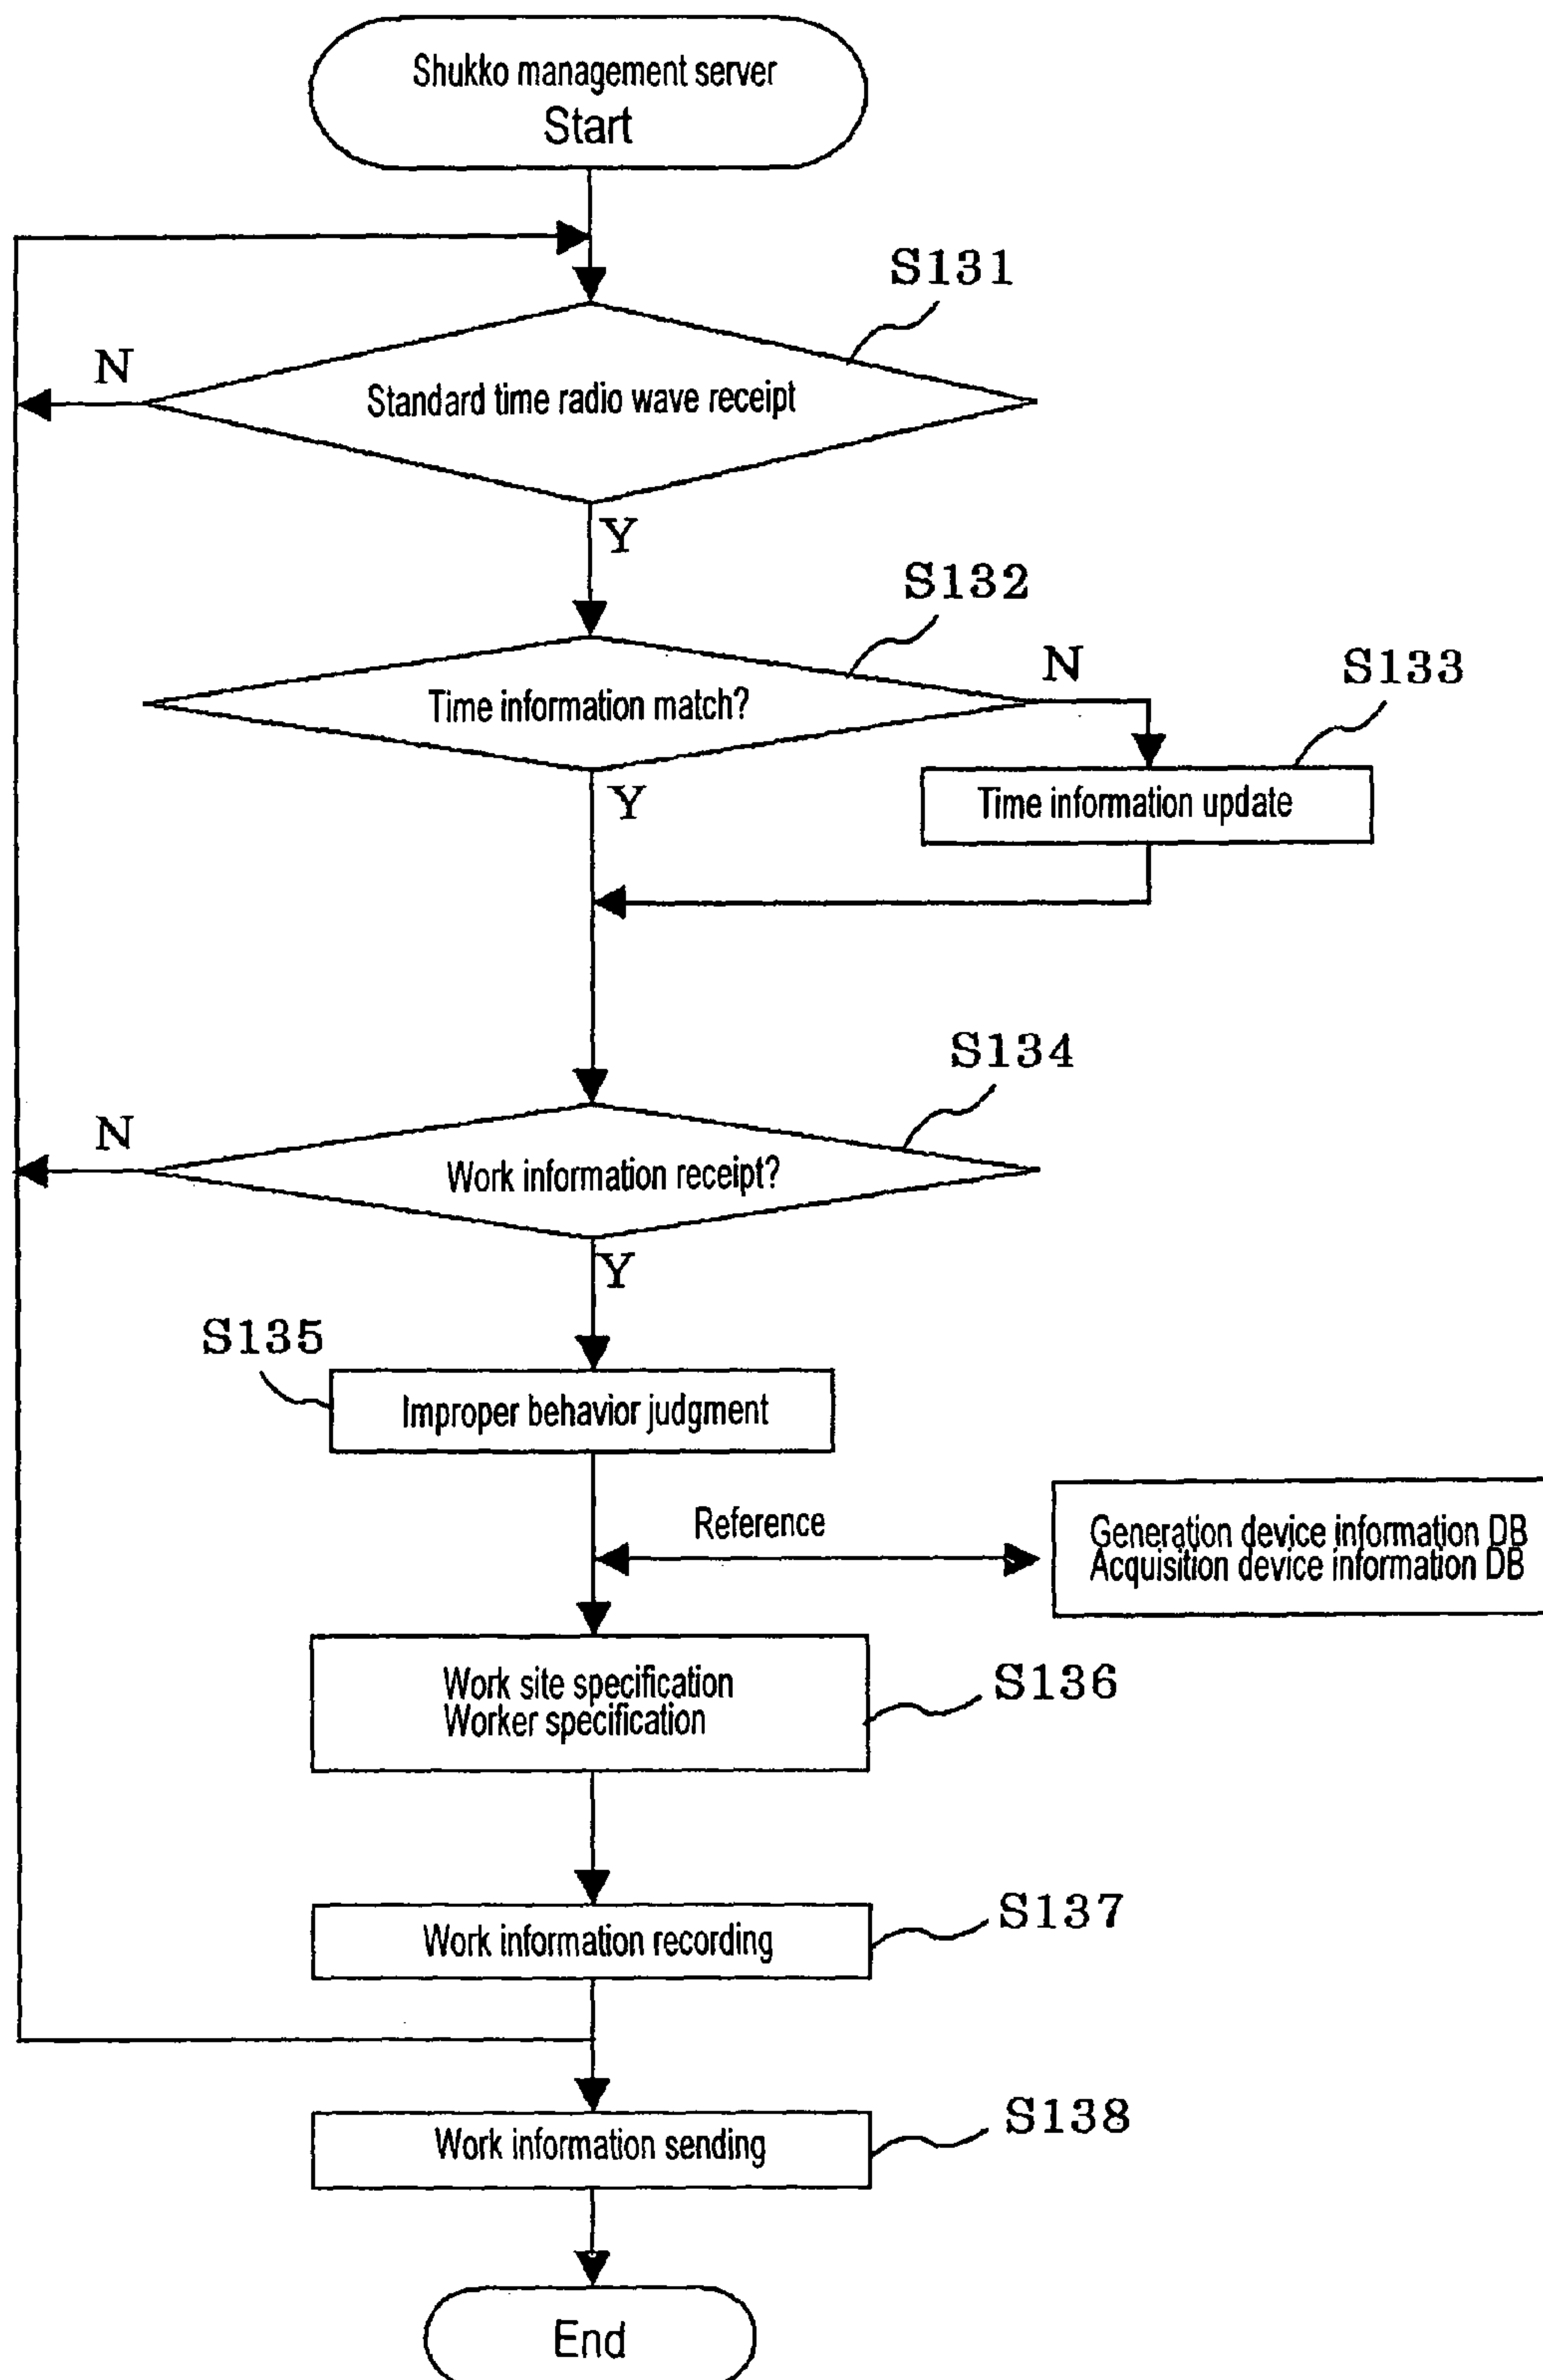 Shukko management server
Start
S131
N
Standard time radio wave receipt
Y
S132
N
S133
Time information match?
Time information update
Y
S134
N
Work information receipt?
Y
S135
Improper behavior judgment
Reference
Generation device information DB
Acquisition device information DB
Work site specification
Worker specification
S136
Work information recording
S137
Work information sending
S138
End